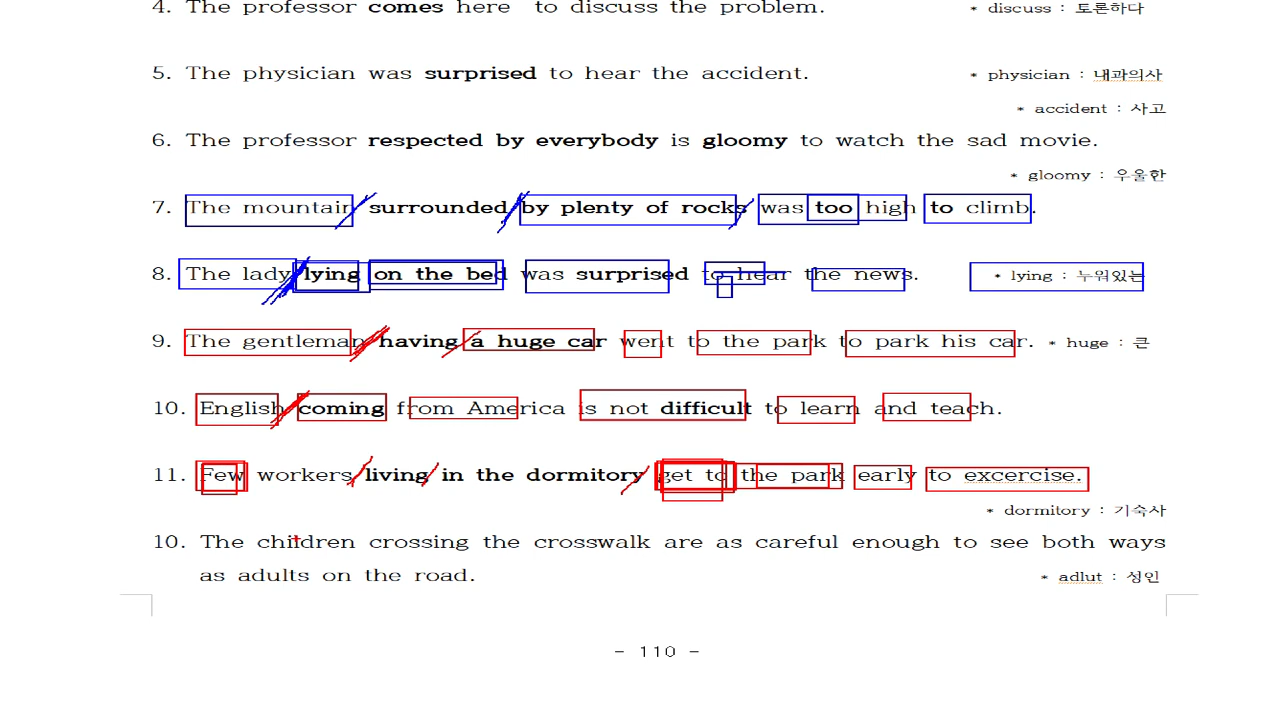 4. The professor comes here to discuss the problem. * discuss : 토론하다
5. The physician was surprised to hear the accident. * physician : 내과의사
* accident : 사고
6. The professor respected by everybody is gloomy to watch the sad movie.
* gloomy : 우울한
7. The mountain surrounded by plenty of rocks was too high to climb.
8. The lady lying on the bed was surprised to hear the news. * lying : 누워있는
9. The gentleman having a huge car went to the park to park his car. * huge : 큰
10. English coming from America is not difficult to learn and teach.
11. Few workers living in the dormitory get to the park early to excercise.
* dormitory : 기숙사
10. The children crossing the crosswalk are as careful enough to see both ways
as adults on the road. * adlut : 성인
- 110 -